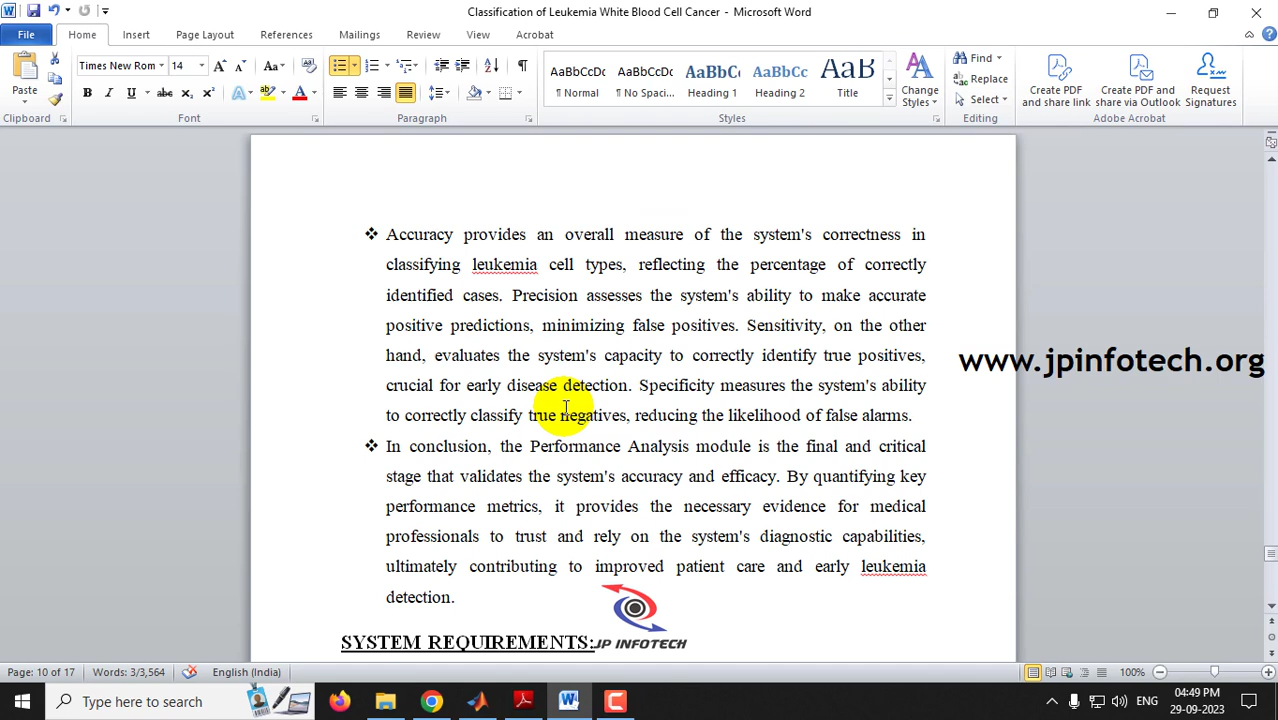 Classification of Leukemia White Blood Cell Cancer - Microsoft Word
File Home Insert Page Layout References Mailings Review View Acrobat
Times New Rom 14
Paste
Clipboard
Font
Paragraph
AaBbCcDc AaBbCcDc AaBbC( AaBbCc AaB
¶ Normal ¶ No Spaci... Heading 1 Heading 2 Title
Styles
Change Styles
Find
Replace
Select
Editing
Create PDF and share link
Create PDF and share via Outlook
Request Signatures
Adobe Acrobat
❖ Accuracy provides an overall measure of the system's correctness in
classifying leukemia cell types, reflecting the percentage of correctly
identified cases. Precision assesses the system's ability to make accurate
positive predictions, minimizing false positives. Sensitivity, on the other
hand, evaluates the system's capacity to correctly identify true positives,
crucial for early disease detection. Specificity measures the system's ability
to correctly classify true negatives, reducing the likelihood of false alarms.
❖ In conclusion, the Performance Analysis module is the final and critical
stage that validates the system's accuracy and efficacy. By quantifying key
performance metrics, it provides the necessary evidence for medical
professionals to trust and rely on the system's diagnostic capabilities,
ultimately contributing to improved patient care and early leukemia
detection.
SYSTEM REQUIREMENTS:
JP INFOTECH
www.jpinfotech.org
Page: 10 of 17 Words: 3/3,564 English (India) 100%
Type here to search
ENG
04:49 PM
29-09-2023